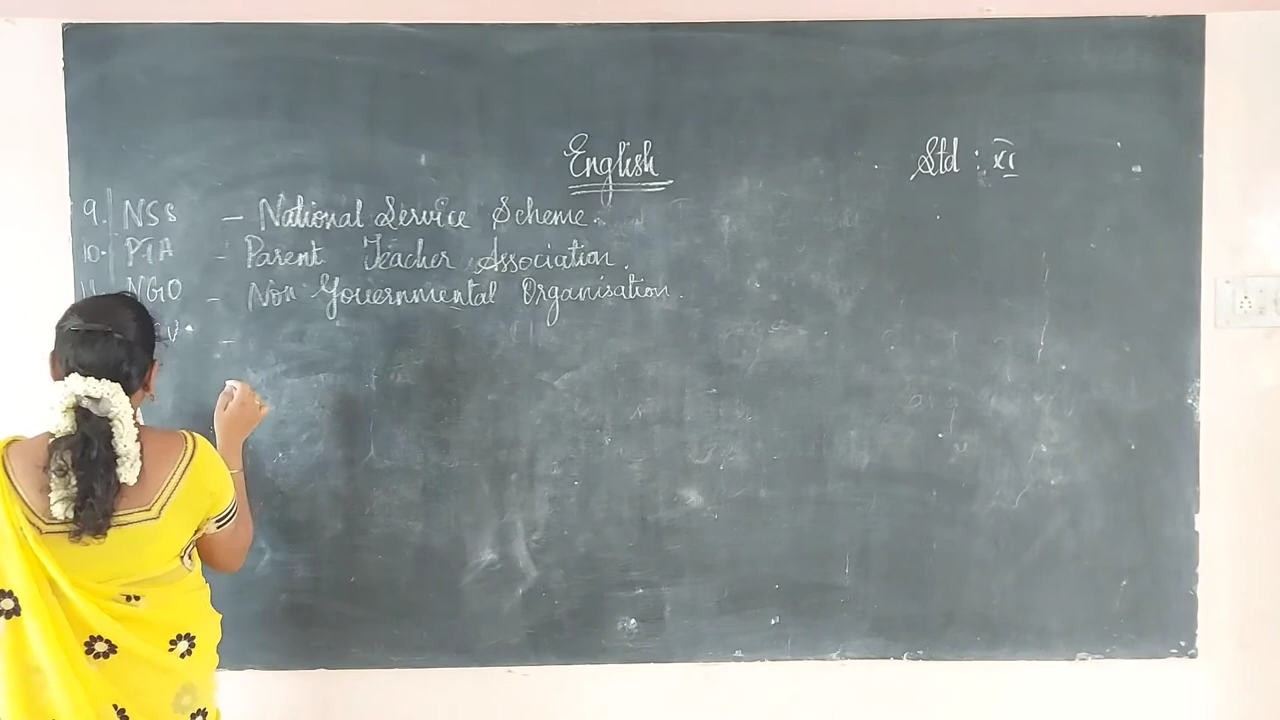 English
Std : XI
9. NSS - National Service Scheme.
10. PTA - Parent Teacher Association.
11. NGO - Non Governmental Organisation.
-